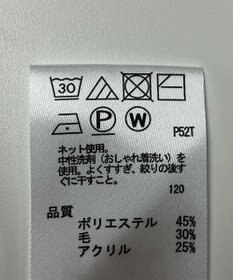 30
P W P52T
ネット使用。
中性洗剤(おしゃれ着洗い)を
使用。よくすすぎ、絞りの後す
ぐに干すこと。
120
品質
ポリエステル 45%
毛 30%
アクリル 25%